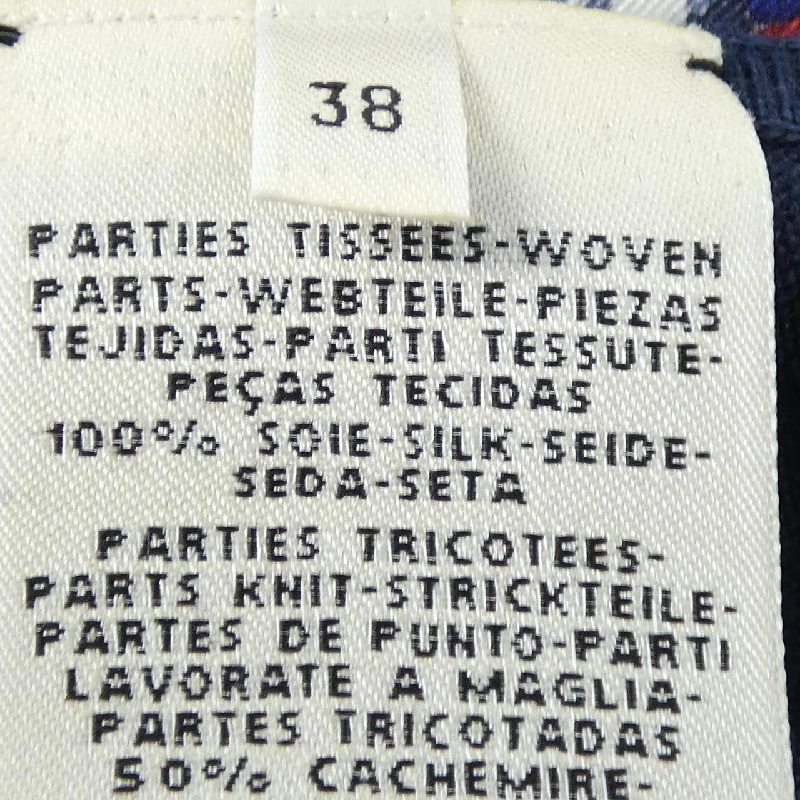 38
PARTIES TISSEES-WOVEN
PARTS-WEBTEILE-PIEZAS
TEJIDAS-PARTI TESSUTE-
PEÇAS TECIDAS
100% SOIE-SILK-SEIDE-
SEDA-SETA
PARTIES TRICOTEES-
PARTS KNIT-STRICKTEILE-
PARTES DE PUNTO-PARTI
LAVORATE A MAGLIA-
PARTES TRICOTADAS
50% CACHEMIRE-